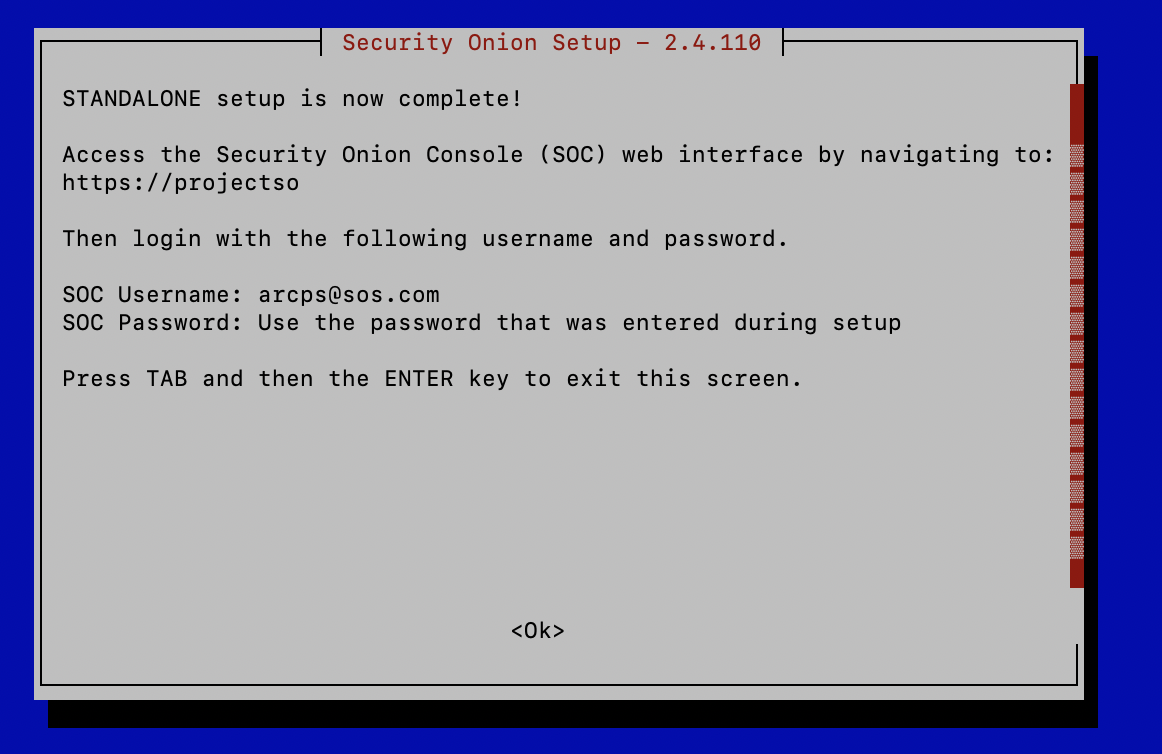 Security Onion Setup - 2.4.110
STANDALONE setup is now complete!
Access the Security Onion Console (SOC) web interface by navigating to:
https://projectso
Then login with the following username and password.
SOC Username: arcps@sos.com
SOC Password: Use the password that was entered during setup
Press TAB and then the ENTER key to exit this screen.
<Ok>